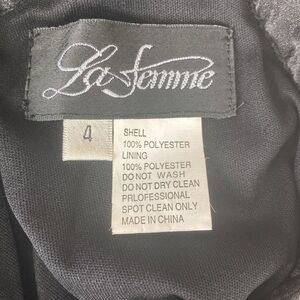 La Femme
4
SHELL
100% POLYESTER
LINING
100% POLYESTER
DO NOT WASH
DO NOT DRY CLEAN
PRLOFESSIONAL
SPOT CLEAN ONLY
MADE IN CHINA